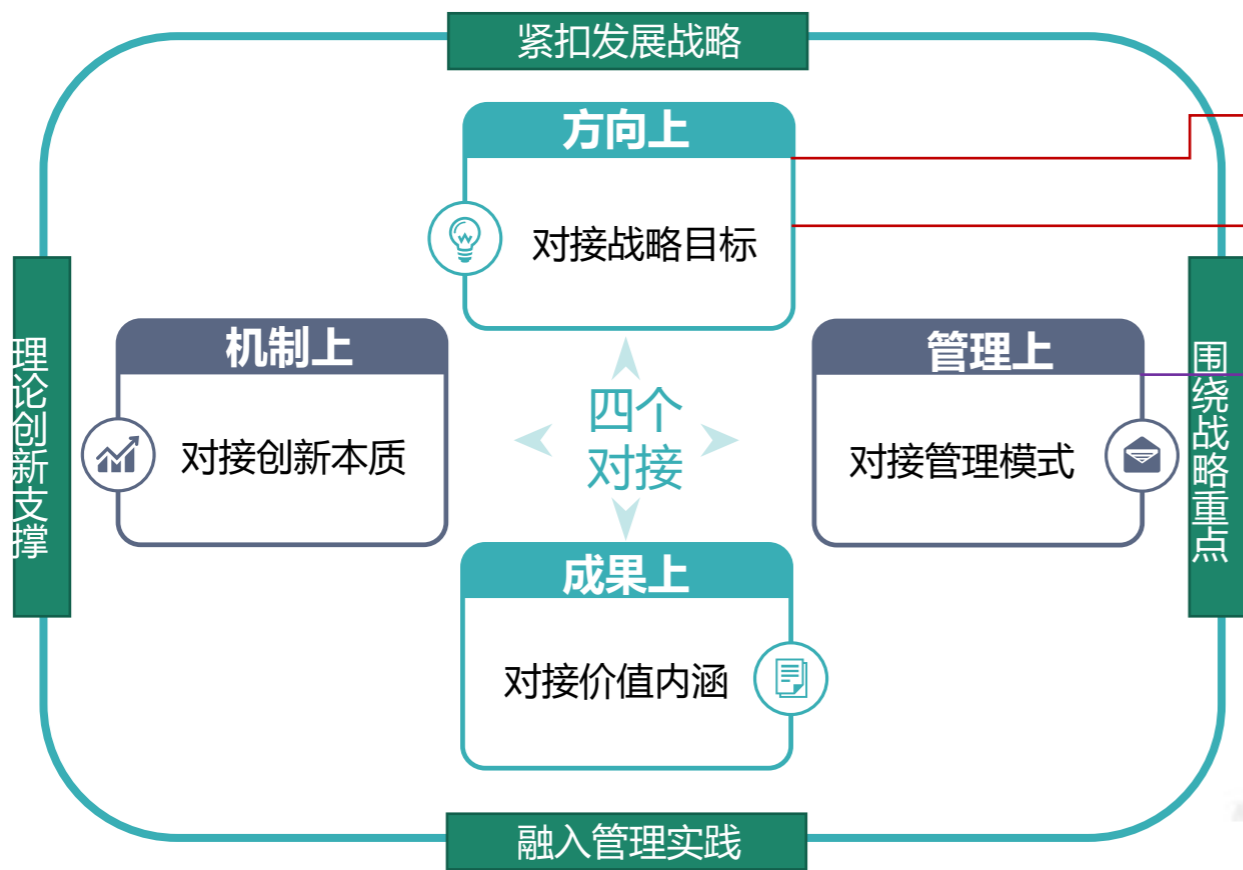 紧扣发展战略
方向上
对接战略目标
理论创新支撑
机制上
对接创新本质
四个
对接
管理上
对接管理模式
围绕战略重点
成果上
对接价值内涵
融入管理实践